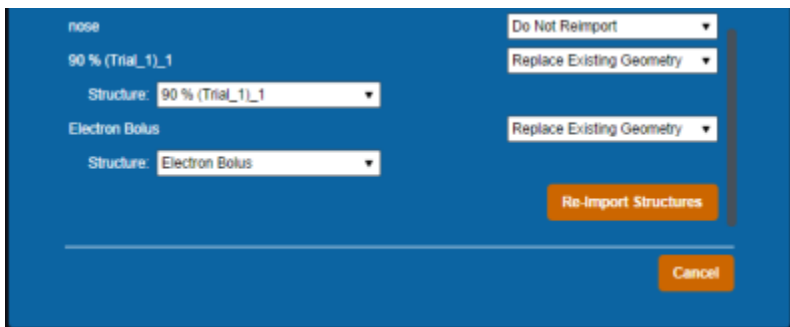 nose Do Not Reimport
90 % (Trial_1)_1 Replace Existing Geometry
Structure: 90 % (Trial_1)_1
Electron Bolus Replace Existing Geometry
Structure: Electron Bolus
Re-Import Structures
Cancel